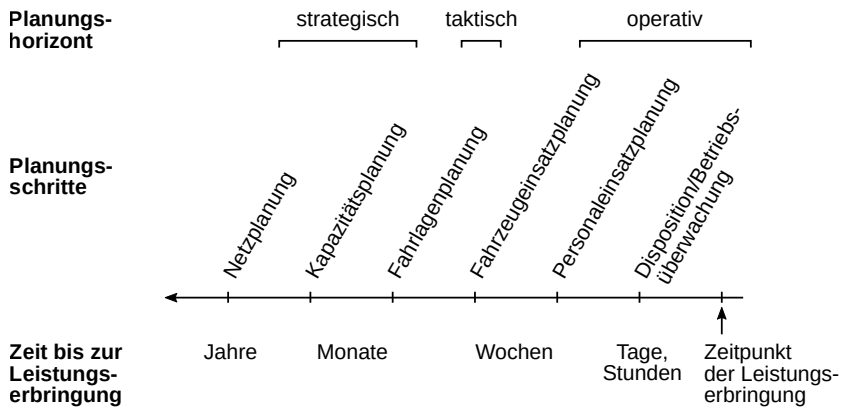 Planungs-
horizont
strategisch
taktisch
operativ
Planungs-
schritte
Netzplanung
Kapazitätsplanung
Fahrlagenplanung
Fahrzeugeinsatzplanung
Personaleinsatzplanung
Disposition/Betriebs-
überwachung
Zeit bis zur
Leistungs-
erbringung
Jahre
Monate
Wochen
Tage,
Stunden
Zeitpunkt
der Leistungs-
erbringung